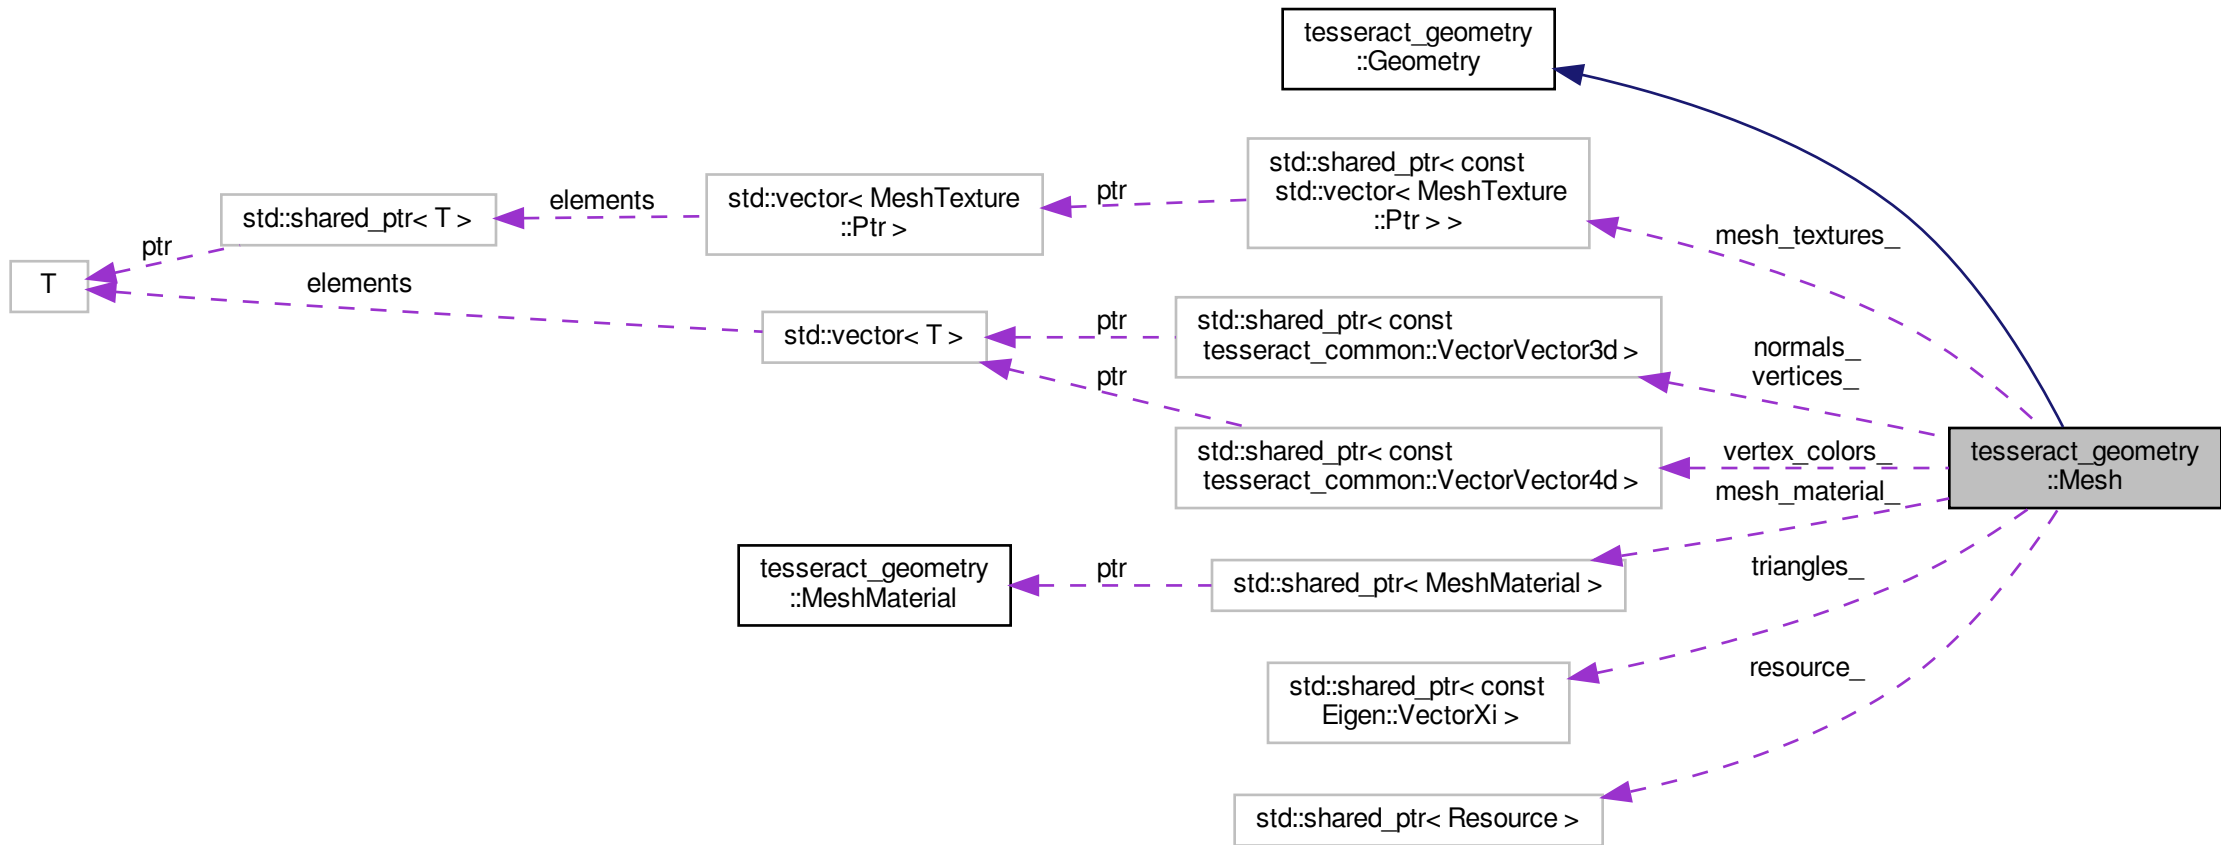 tesseract_geometry
::Geometry
std::shared_ptr< const
std::vector< MeshTexture
::Ptr > >
ptr
std::vector< MeshTexture
::Ptr >
elements
std::shared_ptr< T >
ptr
T
elements
mesh_textures_
std::vector< T >
ptr
std::shared_ptr< const
tesseract_common::VectorVector3d >
normals_
vertices_
ptr
std::shared_ptr< const
tesseract_common::VectorVector4d >
vertex_colors_
tesseract_geometry
::Mesh
mesh_material_
tesseract_geometry
::MeshMaterial
ptr
std::shared_ptr< MeshMaterial >
triangles_
std::shared_ptr< const
Eigen::VectorXi >
resource_
std::shared_ptr< Resource >